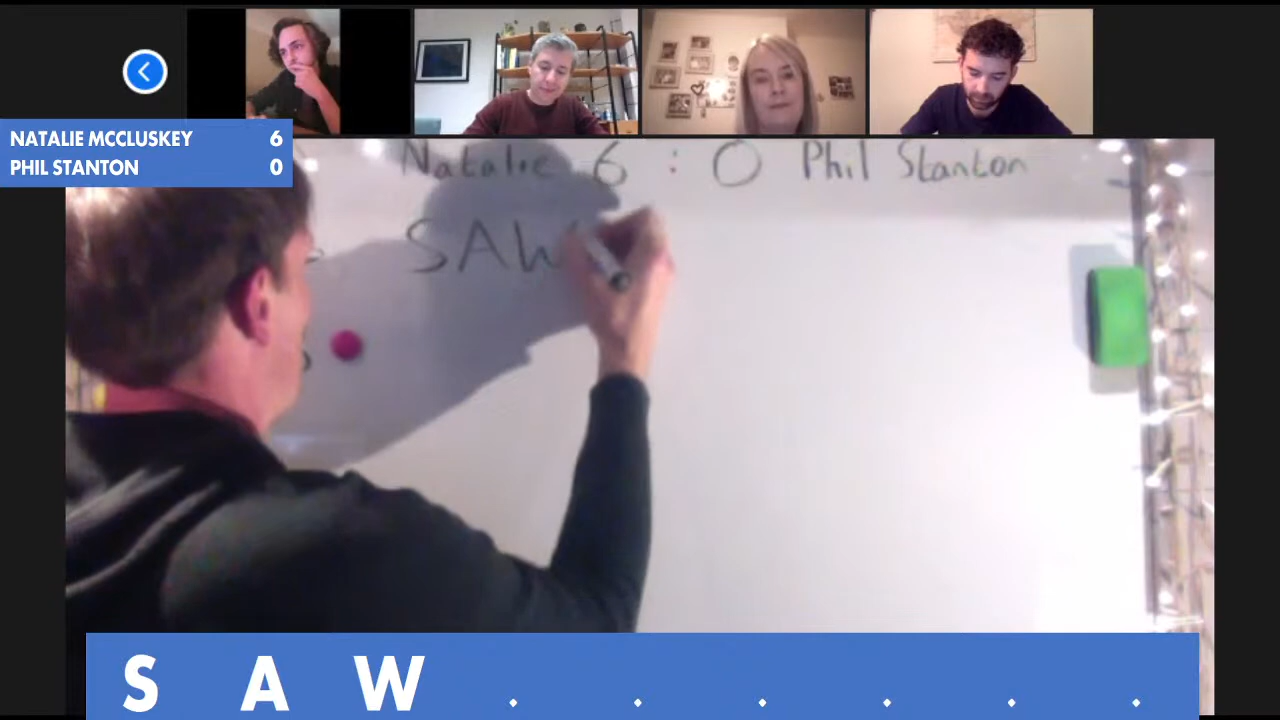 NATALIE MCCLUSKEY 6
PHIL STANTON 0
Natalie 6 : 0 Phil Stanton
SAW
S A W . . . . . .